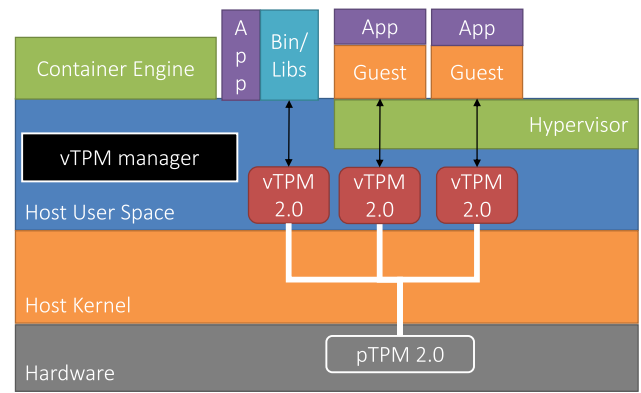 Container Engine
A
p
p
Bin/
Libs
App
Guest
App
Guest
Hypervisor
vTPM manager
vTPM
2.0
vTPM
2.0
vTPM
2.0
Host User Space
Host Kernel
pTPM 2.0
Hardware